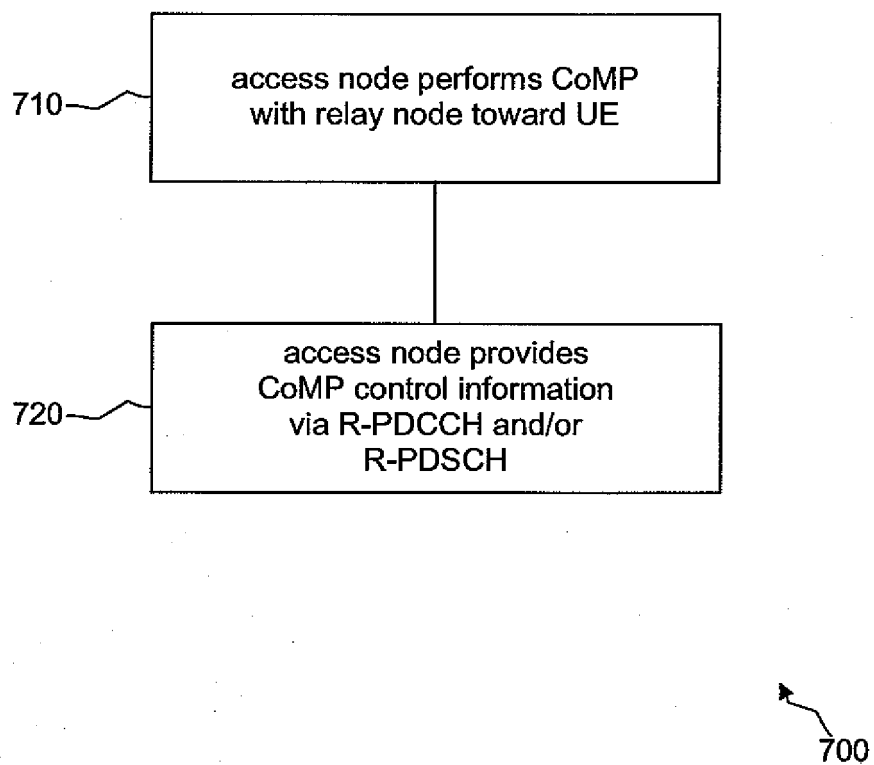 710
access node performs CoMP
with relay node toward UE
720
access node provides
CoMP control information
via R-PDCCH and/or
R-PDSCH
700